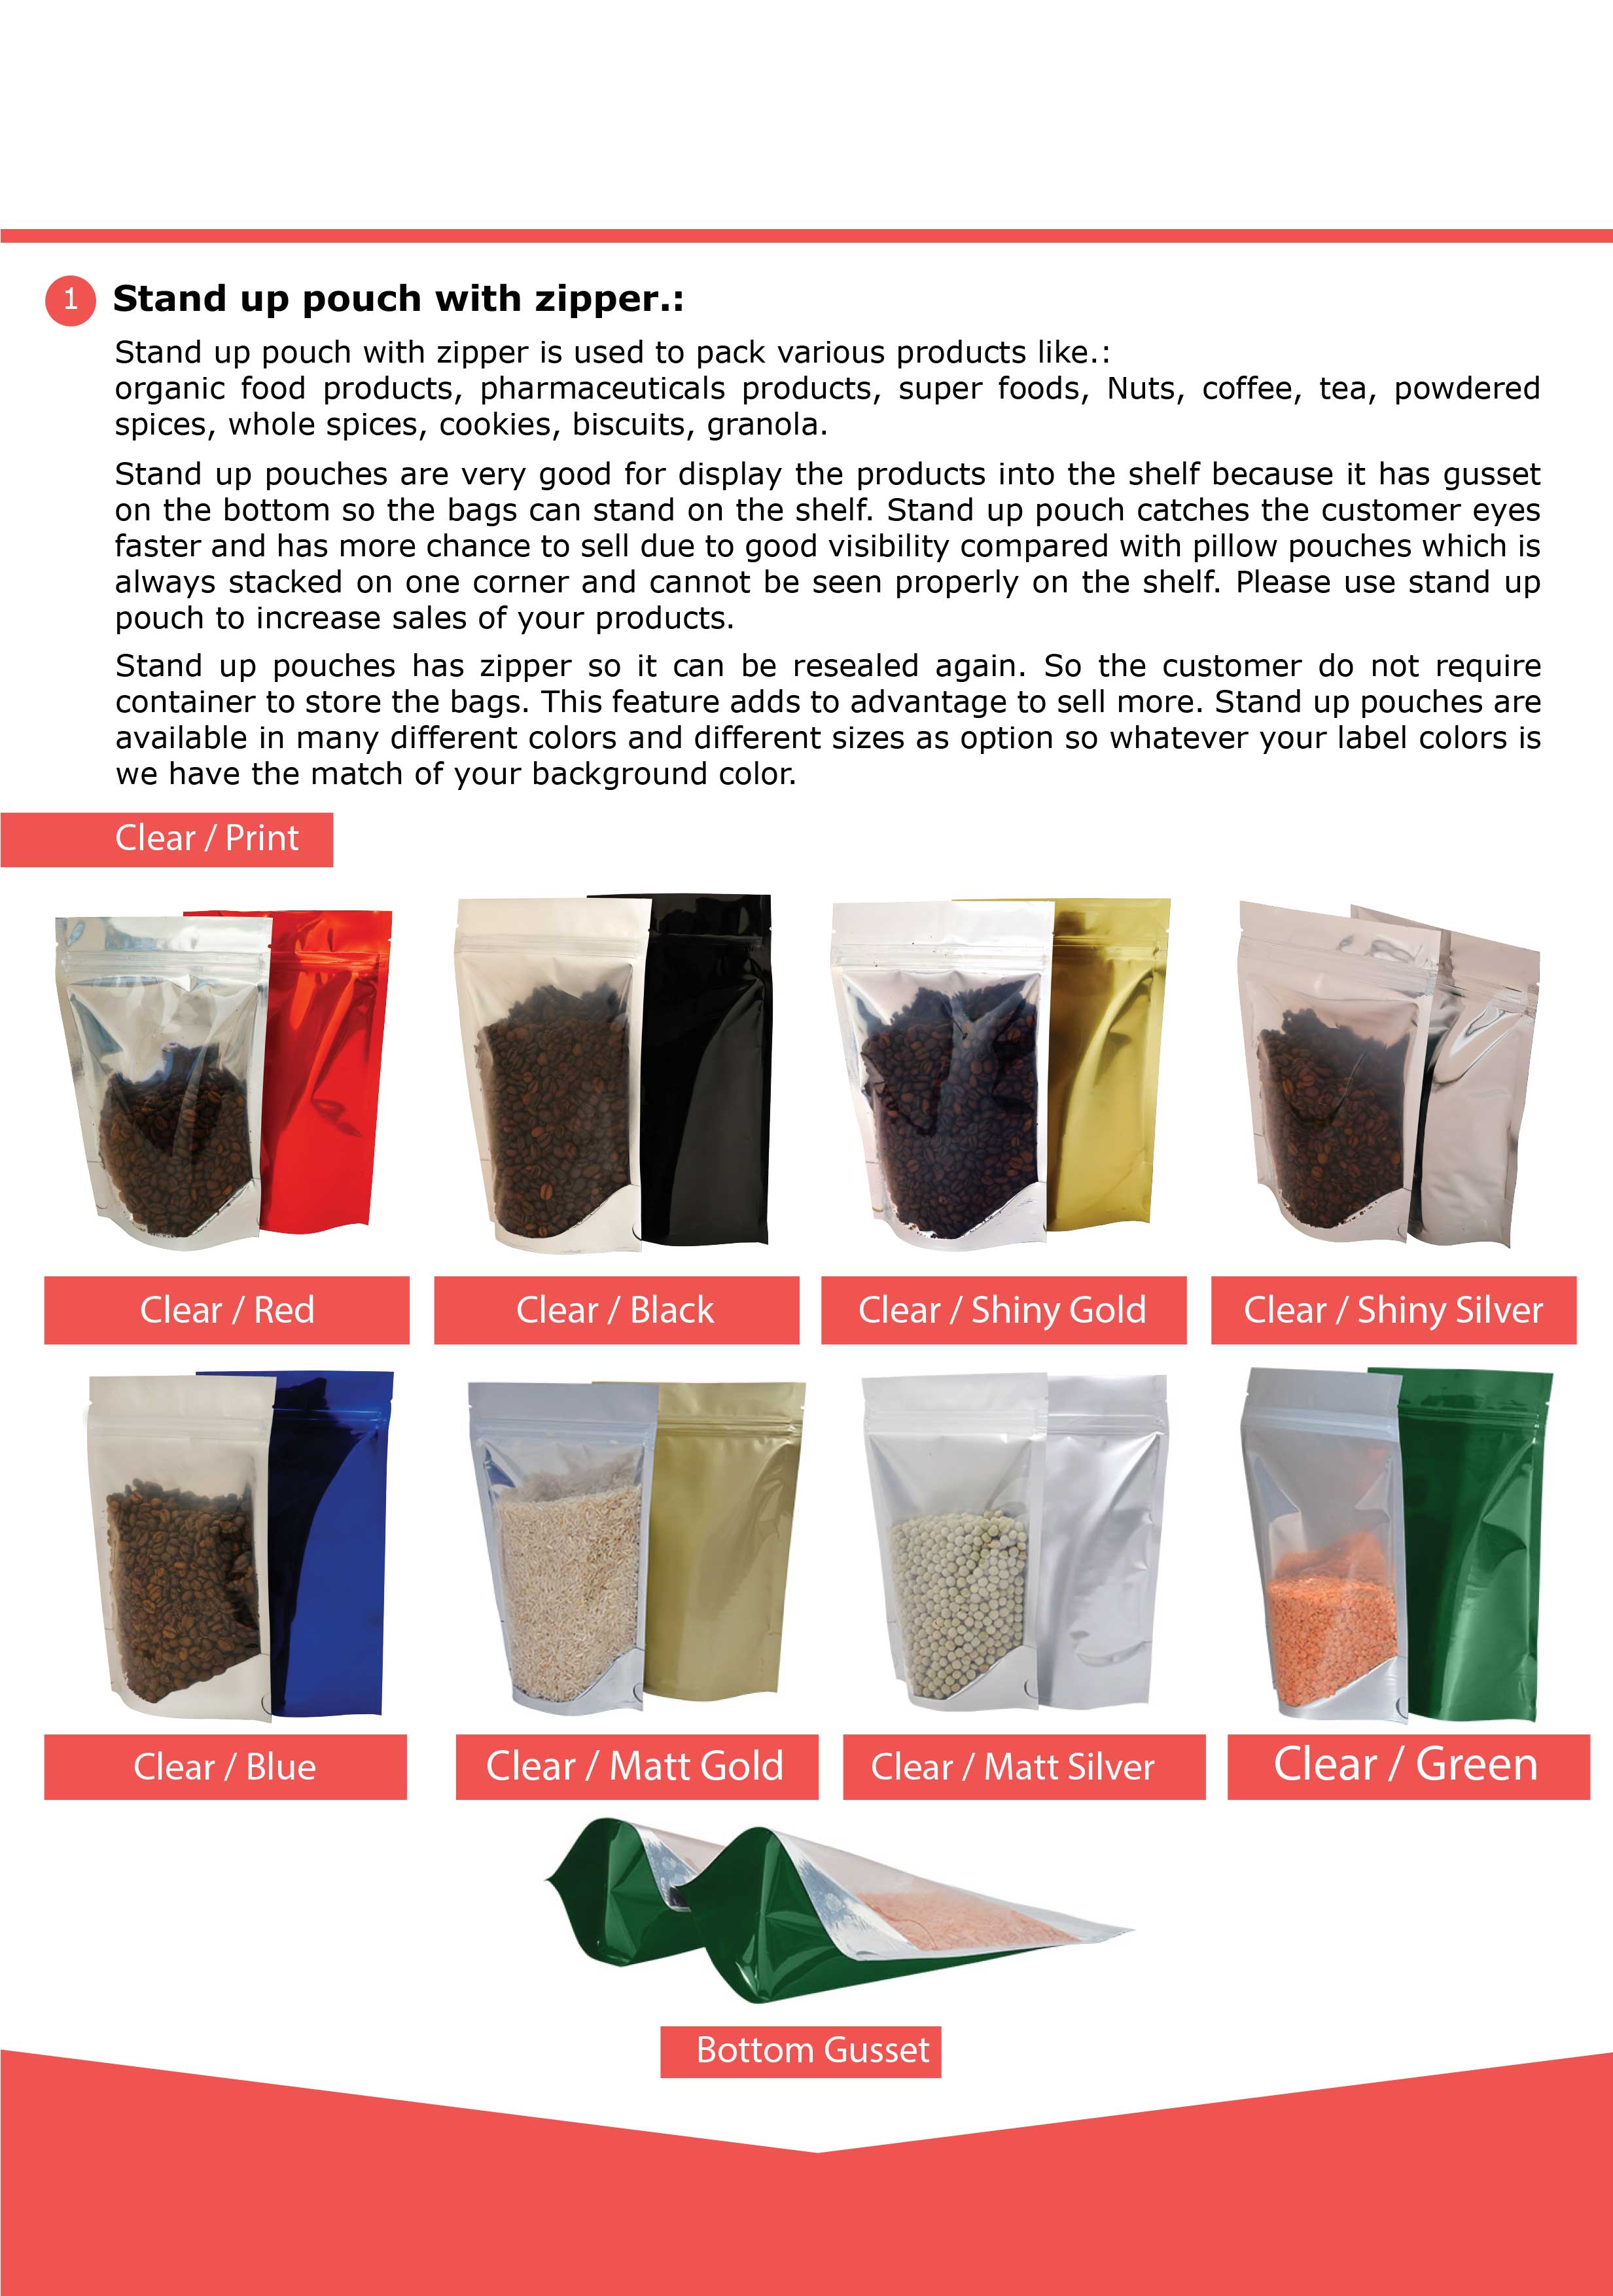 1 Stand up pouch with zipper.:
Stand up pouch with zipper is used to pack various products like.:
organic food products, pharmaceuticals products, super foods, Nuts, coffee, tea, powdered
spices, whole spices, cookies, biscuits, granola.
Stand up pouches are very good for display the products into the shelf because it has gusset
on the bottom so the bags can stand on the shelf. Stand up pouch catches the customer eyes
faster and has more chance to sell due to good visibility compared with pillow pouches which is
always stacked on one corner and cannot be seen properly on the shelf. Please use stand up
pouch to increase sales of your products.
Stand up pouches has zipper so it can be resealed again. So the customer do not require
container to store the bags. This feature adds to advantage to sell more. Stand up pouches are
available in many different colors and different sizes as option so whatever your label colors is
we have the match of your background color.
Clear / Print
Clear / Red
Clear / Black
Clear / Shiny Gold
Clear / Shiny Silver
Clear / Blue
Clear / Matt Gold
Clear / Matt Silver
Clear / Green
Bottom Gusset